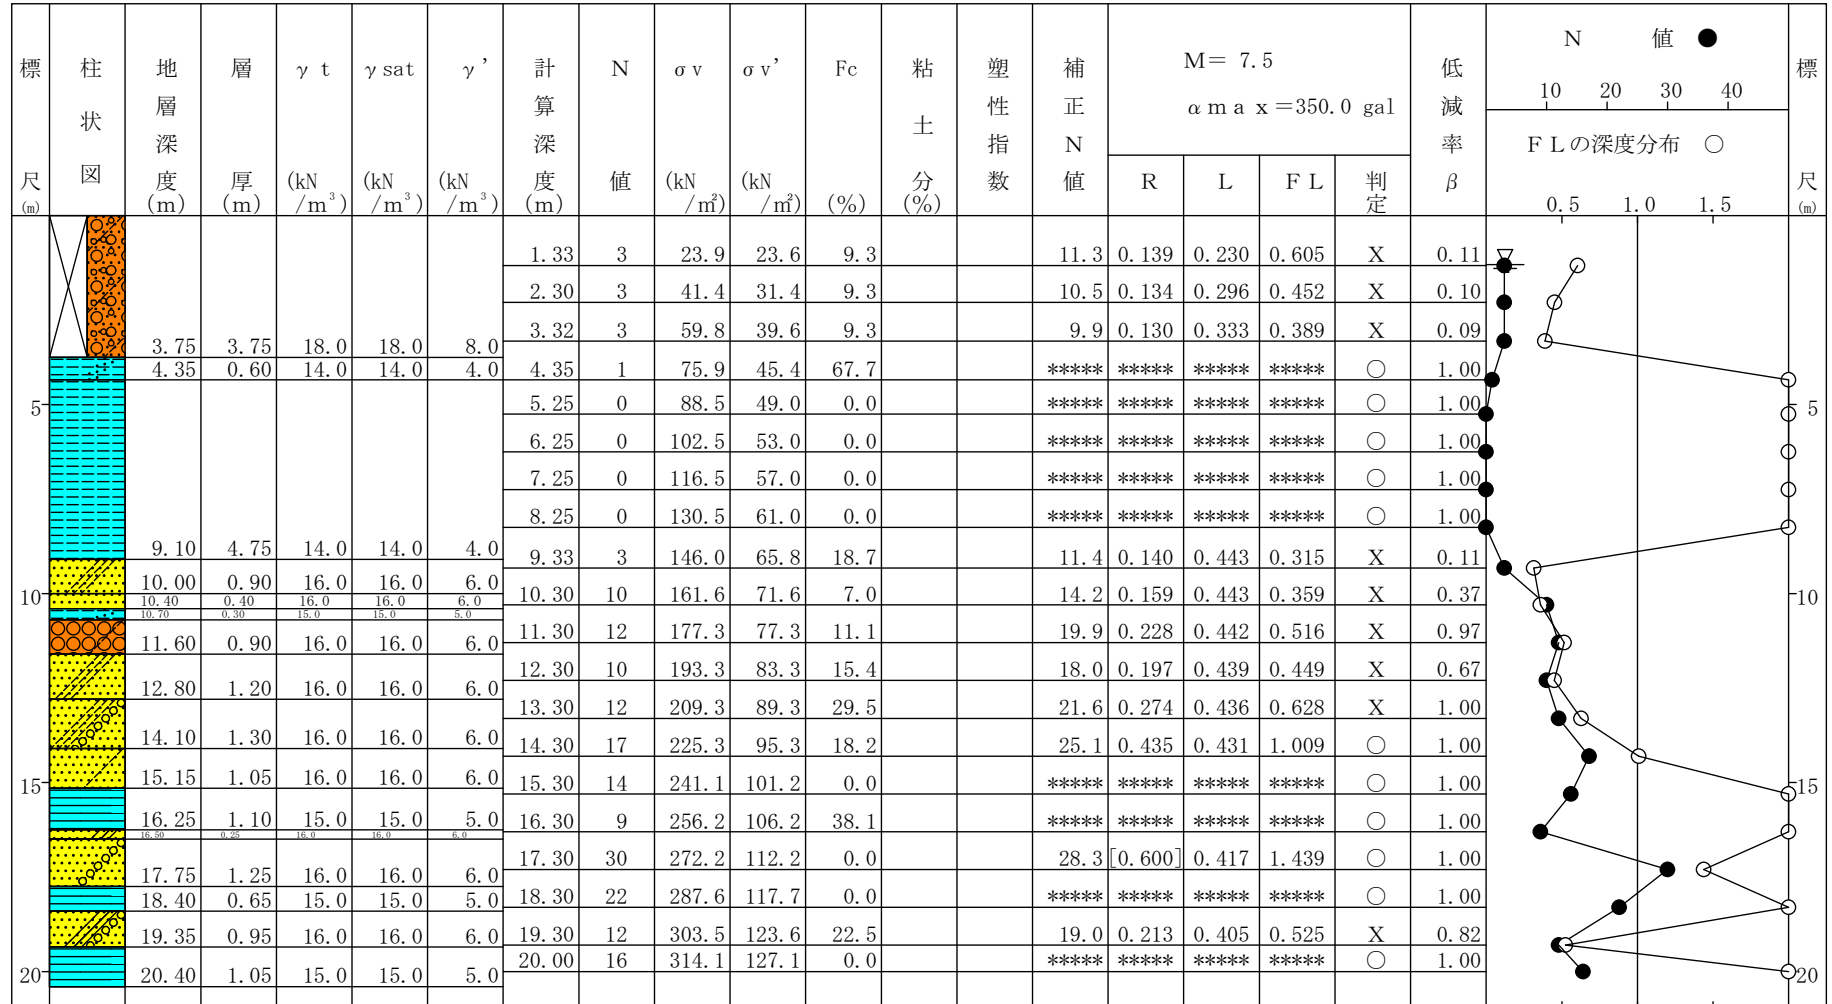 標尺(m) 柱状図 地層深度(m) 層厚(m) γt(kN/m³) γsat(kN/m³) γ'(kN/m³) 計算深度(m) N値 σv(kN/㎡) σv'(kN/㎡) Fc(%) 粘土分(%) 塑性指数 補正N値 M= 7.5 αmax=350.0 gal R L FL 判定 低減率β N値 ● 標尺(m)
10 20 30 40
FLの深度分布 ○
0.5 1.0 1.5
1.33 3 23.9 23.6 9.3 11.3 0.139 0.230 0.605 X 0.11
2.30 3 41.4 31.4 9.3 10.5 0.134 0.296 0.452 X 0.10
3.32 3 59.8 39.6 9.3 9.9 0.130 0.333 0.389 X 0.09
3.75 3.75 18.0 18.0 8.0
4.35 0.60 14.0 14.0 4.0 4.35 1 75.9 45.4 67.7 ***** ***** ***** ***** ○ 1.00
5 5.25 0 88.5 49.0 0.0 ***** ***** ***** ***** ○ 1.00 5
6.25 0 102.5 53.0 0.0 ***** ***** ***** ***** ○ 1.00
7.25 0 116.5 57.0 0.0 ***** ***** ***** ***** ○ 1.00
8.25 0 130.5 61.0 0.0 ***** ***** ***** ***** ○ 1.00
9.10 4.75 14.0 14.0 4.0 9.33 3 146.0 65.8 18.7 11.4 0.140 0.443 0.315 X 0.11
10.00 0.90 16.0 16.0 6.0
10 10.40 0.40 16.0 16.0 6.0 10.30 10 161.6 71.6 7.0 14.2 0.159 0.443 0.359 X 0.37 10
10.70 0.30 15.0 15.0 5.0
11.60 0.90 16.0 16.0 6.0 11.30 12 177.3 77.3 11.1 19.9 0.228 0.442 0.516 X 0.97
12.80 1.20 16.0 16.0 6.0 12.30 10 193.3 83.3 15.4 18.0 0.197 0.439 0.449 X 0.67
13.30 12 209.3 89.3 29.5 21.6 0.274 0.436 0.628 X 1.00
14.10 1.30 16.0 16.0 6.0 14.30 17 225.3 95.3 18.2 25.1 0.435 0.431 1.009 ○ 1.00
15 15.15 1.05 16.0 16.0 6.0 15.30 14 241.1 101.2 0.0 ***** ***** ***** ***** ○ 1.00 15
16.25 1.10 15.0 15.0 5.0 16.30 9 256.2 106.2 38.1 ***** ***** ***** ***** ○ 1.00
16.50 0.25 16.0 16.0 6.0
17.75 1.25 16.0 16.0 6.0 17.30 30 272.2 112.2 0.0 28.3 [0.600] 0.417 1.439 ○ 1.00
18.40 0.65 15.0 15.0 5.0 18.30 22 287.6 117.7 0.0 ***** ***** ***** ***** ○ 1.00
19.35 0.95 16.0 16.0 6.0 19.30 12 303.5 123.6 22.5 19.0 0.213 0.405 0.525 X 0.82
20 20.40 1.05 15.0 15.0 5.0 20.00 16 314.1 127.1 0.0 ***** ***** ***** ***** ○ 1.00 20